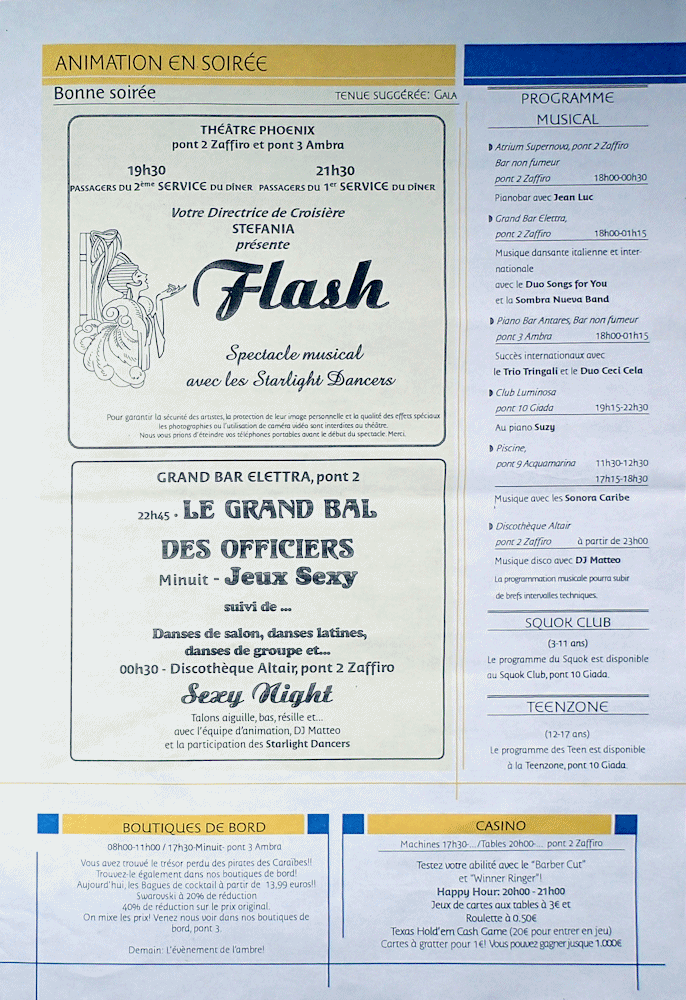 ANIMATION EN SOIRÉE
Bonne soirée
TENUE SUGGÉRÉE: GALA
THÉÂTRE PHOENIX
pont 2 Zaffiro et pont 3 Ambra
19h30 21h30
PASSAGERS DU 2ème SERVICE DU DÎNER PASSAGERS DU 1er SERVICE DU DÎNER
Votre Directrice de Croisière
STEFANIA
présente
Flash
Spectacle musical
avec les Starlight Dancers
Pour garantir la sécurité des artistes, la protection de leur image personnelle et la qualité des effets spéciaux
les photographies ou l'utilisation de caméra vidéo sont interdites au théâtre.
Nous vous prions d'éteindre vos téléphones portables avant le début du spectacle. Merci.
GRAND BAR ELETTRA, pont 2
22h45 • LE GRAND BAL
DES OFFICIERS
Minuit - Jeux Sexy
suivi de ...
Danses de salon, danses latines,
danses de groupe et...
00h30 - Discothèque Altair, pont 2 Zaffiro
Sexy Night
Talons aiguille, bas, résille et...
avec l'équipe d'animation, DJ Matteo
et la participation des Starlight Dancers
PROGRAMME
MUSICAL
Atrium Supernova, pont 2 Zaffiro
Bar non fumeur
pont 2 Zaffiro 18h00-00h30
Pianobar avec Jean Luc
Grand Bar Elettra,
pont 2 Zaffiro 18h00-01h15
Musique dansante italienne et inter-
nationale
avec le Duo Songs for You
et la Sombra Nueva Band
Piano Bar Antares, Bar non fumeur
pont 3 Ambra 18h00-01h15
Succès internationaux avec
le Trio Tringali et le Duo Ceci Cela
Club Luminosa
pont 10 Giada 19h15-22h30
Au piano Suzy
Piscine,
pont 9 Acquamarina 11h30-12h30
17h15-18h30
Musique avec les Sonora Caribe
Discothèque Altair
pont 2 Zaffiro à partir de 23h00
Musique disco avec DJ Matteo
La programmation musicale pourra subir
de brefs intervalles techniques.
SQUOK CLUB
(3-11 ans)
Le programme du Squok est disponible
au Squok Club, pont 10 Giada.
TEENZONE
(12-17 ans)
Le programme des Teen est disponible
à la Teenzone, pont 10 Giada.
BOUTIQUES DE BORD
08h00-11h00 / 17h30-Minuit- pont 3 Ambra
Vous avez trouvé le trésor perdu des pirates des Caraïbes!!
Trouvez-le également dans nos boutiques de bord!
Aujourd'hui, les Bagues de cocktail à partir de 13,99 euros!!
Swarovski à 20% de réduction
40% de réduction sur le prix original.
On mixe les prix! Venez nous voir dans nos boutiques de
bord, pont 3.
Demain: L'évènement de l'ambre!
CASINO
Machines 17h30-.../Tables 20h00-... pont 2 Zaffiro
Testez votre abilité avec le "Barber Cut"
et "Winner Ringer"!
Happy Hour: 20h00 - 21h00
Jeux de cartes aux tables à 3€ et
Roulette à 0.50€
Texas Hold'em Cash Game (20€ pour entrer en jeu)
Cartes à gratter pour 1€! Vous pouvez gagner jusque 1.000€